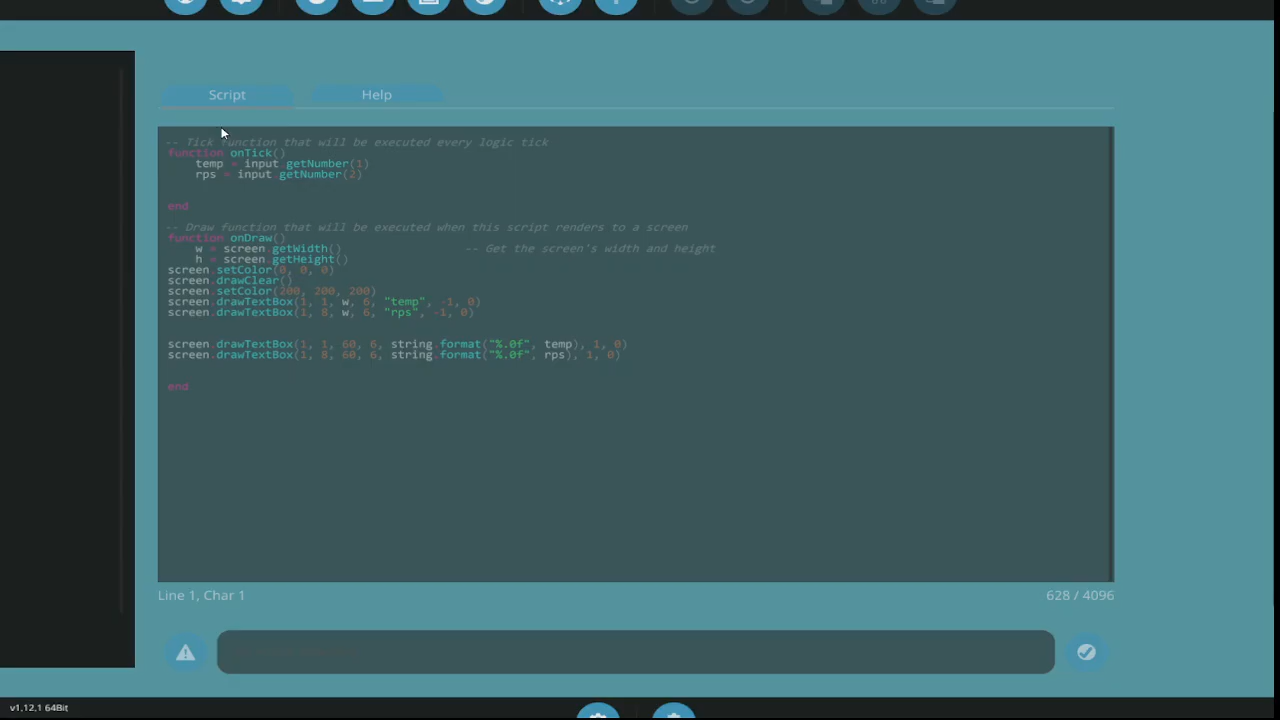 Script Help
-- Tick function that will be executed every logic tick
function onTick()
temp = input.getNumber(1)
rps = input.getNumber(2)
end
-- Draw function that will be executed when this script renders to a screen
function onDraw()
w = screen.getWidth() -- Get the screen's width and height
h = screen.getHeight()
screen.setColor(0, 0, 0)
screen.drawClear()
screen.setColor(200, 200, 200)
screen.drawTextBox(1, 1, w, 6, "temp", -1, 0)
screen.drawTextBox(1, 8, w, 6, "rps", -1, 0)
screen.drawTextBox(1, 1, 60, 6, string.format("%.0f", temp), 1, 0)
screen.drawTextBox(1, 8, 60, 6, string.format("%.0f", rps), 1, 0)
end
Line 1, Char 1 628 / 4096
v1,12,1 64Bit